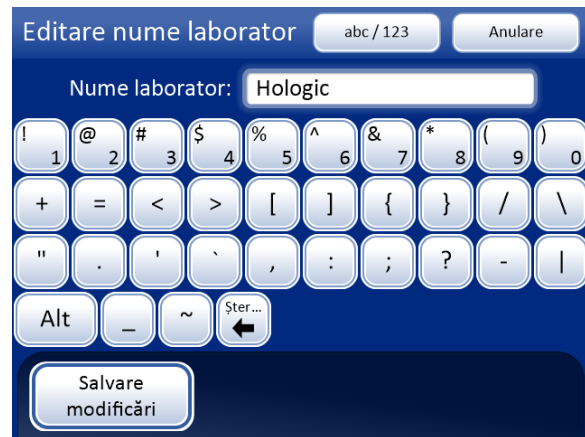 Editare nume laborator abc / 123 Anulare
Nume laborator: Hologic
! 1 @ 2 # 3 $ 4 % 5 ^ 6 & 7 * 8 ( 9 ) 0
+ = < > [ ] { } / \
" . ' ` , : ; ? - |
Alt _ ~ Șter...
Salvare
modificări